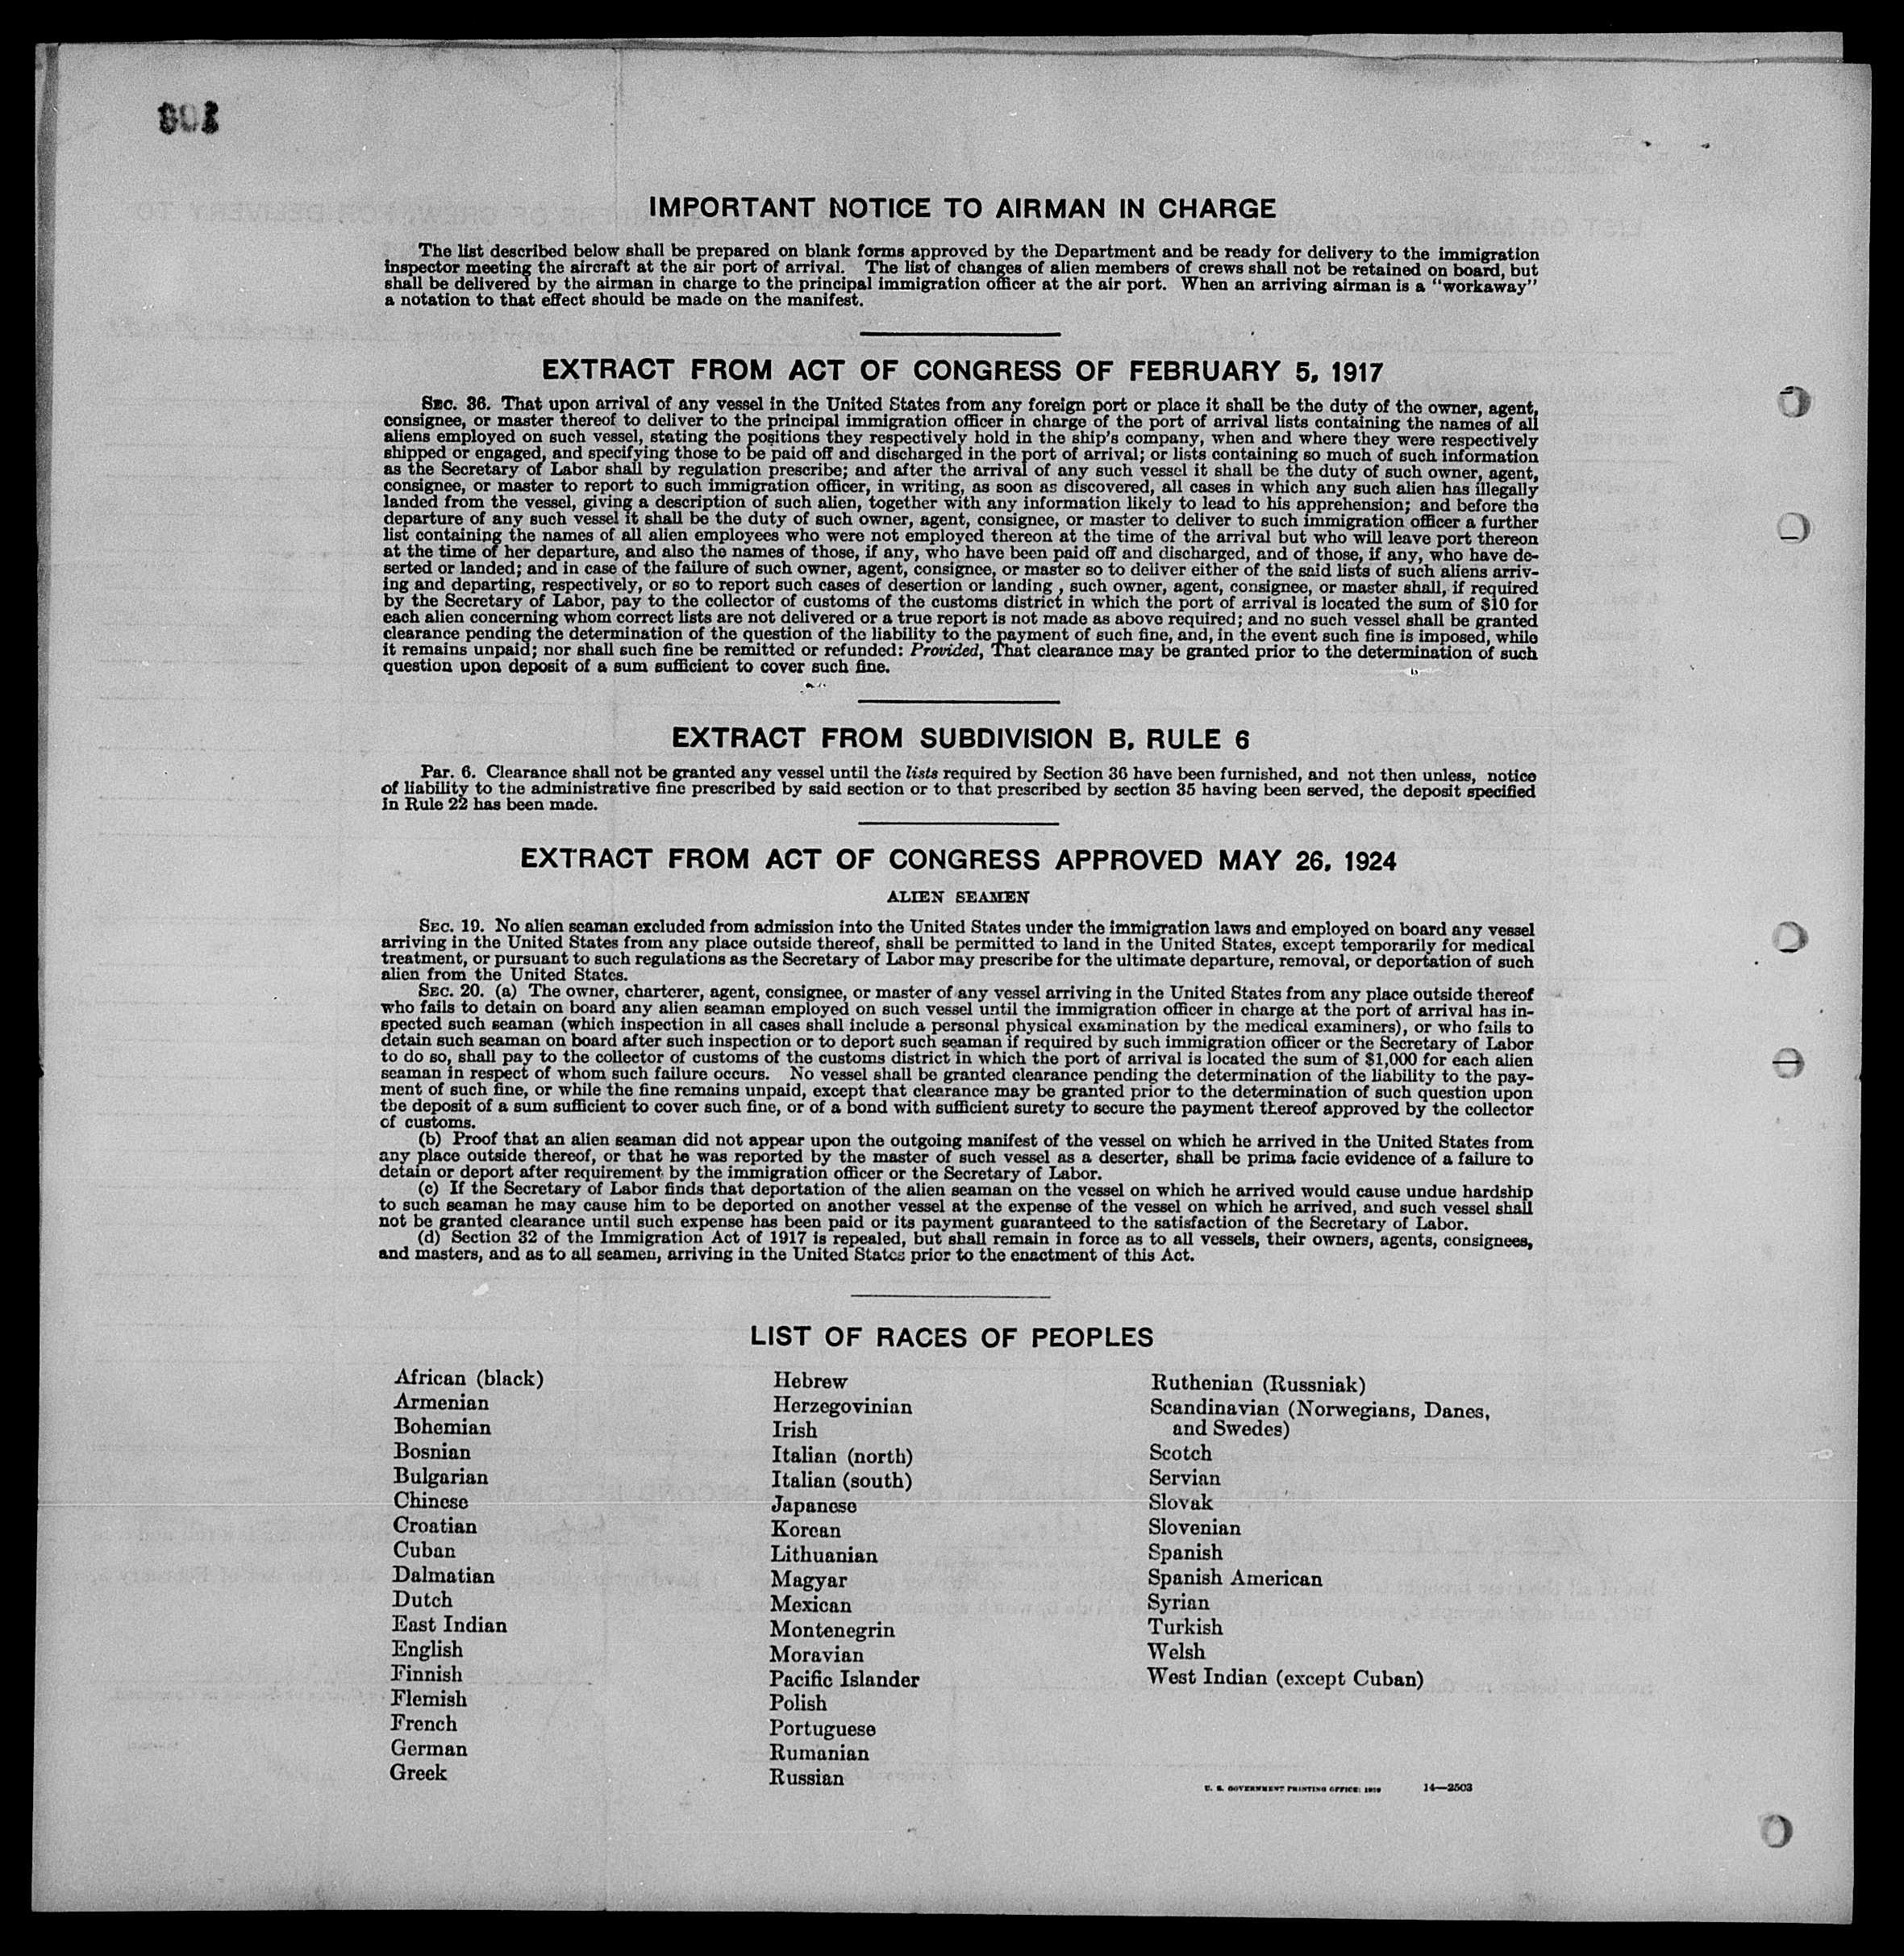 IMPORTANT NOTICE TO AIRMAN IN CHARGE
The list described below shall be prepared on blank forms approved by the Department and be ready for delivery to the immigration
inspector meeting the aircraft at the air port of arrival. The list of changes of alien members of crews shall not be retained on board, but
shall be delivered by the airman in charge to the principal immigration officer at the air port. When an arriving airman is a "workaway"
a notation to that effect should be made on the manifest.
EXTRACT FROM ACT OF CONGRESS OF FEBRUARY 5, 1917
SEC. 36. That upon arrival of any vessel in the United States from any foreign port or place it shall be the duty of the owner, agent,
consignee, or master thereof to deliver to the principal immigration officer in charge of the port of arrival lists containing the names of all
aliens employed on such vessel, stating the positions they respectively hold in the ship's company, when and where they were respectively
shipped or engaged, and specifying those to be paid off and discharged in the port of arrival; or lists containing so much of such information
as the Secretary of Labor shall by regulation prescribe; and after the arrival of any such vessel it shall be the duty of such owner, agent,
consignee, or master to report to such immigration officer, in writing, as soon as discovered, all cases in which any such alien has illegally
landed from the vessel, giving a description of such alien, together with any information likely to lead to his apprehension; and before the
departure of any such vessel it shall be the duty of such owner, agent, consignee, or master to deliver to such immigration officer a further
list containing the names of all alien employees who were not employed thereon at the time of the arrival but who will leave port thereon
at the time of her departure, and also the names of those, if any, who have been paid off and discharged, and of those, if any, who have de-
serted or landed; and in case of the failure of such owner, agent, consignee, or master so to deliver either of the said lists of such aliens arriv-
ing and departing, respectively, or so to report such cases of desertion or landing , such owner, agent, consignee, or master shall, if required
by the Secretary of Labor, pay to the collector of customs of the customs district in which the port of arrival is located the sum of $10 for
each alien concerning whom correct lists are not delivered or a true report is not made as above required; and no such vessel shall be granted
clearance pending the determination of the question of the liability to the payment of such fine, and, in the event such fine is imposed, while
it remains unpaid; nor shall such fine be remitted or refunded: Provided, That clearance may be granted prior to the determination of such
question upon deposit of a sum sufficient to cover such fine.
EXTRACT FROM SUBDIVISION B, RULE 6
Par. 6. Clearance shall not be granted any vessel until the lists required by Section 36 have been furnished, and not then unless, notice
of liability to the administrative fine prescribed by said section or to that prescribed by section 35 having been served, the deposit specified
in Rule 22 has been made.
EXTRACT FROM ACT OF CONGRESS APPROVED MAY 26, 1924
ALIEN SEAMEN
SEC. 19. No alien seaman excluded from admission into the United States under the immigration laws and employed on board any vessel
arriving in the United States from any place outside thereof, shall be permitted to land in the United States, except temporarily for medical
treatment, or pursuant to such regulations as the Secretary of Labor may prescribe for the ultimate departure, removal, or deportation of such
alien from the United States.
SEC. 20. (a) The owner, charterer, agent, consignee, or master of any vessel arriving in the United States from any place outside thereof
who fails to detain on board any alien seaman employed on such vessel until the immigration officer in charge at the port of arrival has in-
spected such seaman (which inspection in all cases shall include a personal physical examination by the medical examiners), or who fails to
detain such seaman on board after such inspection or to deport such seaman if required by such immigration officer or the Secretary of Labor
to do so, shall pay to the collector of customs of the customs district in which the port of arrival is located the sum of $1,000 for each alien
seaman in respect of whom such failure occurs. No vessel shall be granted clearance pending the determination of the liability to the pay-
ment of such fine, or while the fine remains unpaid, except that clearance may be granted prior to the determination of such question upon
the deposit of a sum sufficient to cover such fine, or of a bond with sufficient surety to secure the payment thereof approved by the collector
of customs.
(b) Proof that an alien seaman did not appear upon the outgoing manifest of the vessel on which he arrived in the United States from
any place outside thereof, or that he was reported by the master of such vessel as a deserter, shall be prima facie evidence of a failure to
detain or deport after requirement by the immigration officer or the Secretary of Labor.
(c) If the Secretary of Labor finds that deportation of the alien seaman on the vessel on which he arrived would cause undue hardship
to such seaman he may cause him to be deported on another vessel at the expense of the vessel on which he arrived, and such vessel shall
not be granted clearance until such expense has been paid or its payment guaranteed to the satisfaction of the Secretary of Labor.
(d) Section 32 of the Immigration Act of 1917 is repealed, but shall remain in force as to all vessels, their owners, agents, consignees,
and masters, and as to all seamen, arriving in the United States prior to the enactment of this Act.
LIST OF RACES OF PEOPLES
African (black)
Armenian
Bohemian
Bosnian
Bulgarian
Chinese
Croatian
Cuban
Dalmatian
Dutch
East Indian
English
Finnish
Flemish
French
German
Greek
Hebrew
Herzegovinian
Irish
Italian (north)
Italian (south)
Japanese
Korean
Lithuanian
Magyar
Mexican
Montenegrin
Moravian
Pacific Islander
Polish
Portuguese
Rumanian
Russian
Ruthenian (Russniak)
Scandinavian (Norwegians, Danes,
and Swedes)
Scotch
Servian
Slovak
Slovenian
Spanish
Spanish American
Syrian
Turkish
Welsh
West Indian (except Cuban)
U. S. GOVERNMENT PRINTING OFFICE: 14—2503